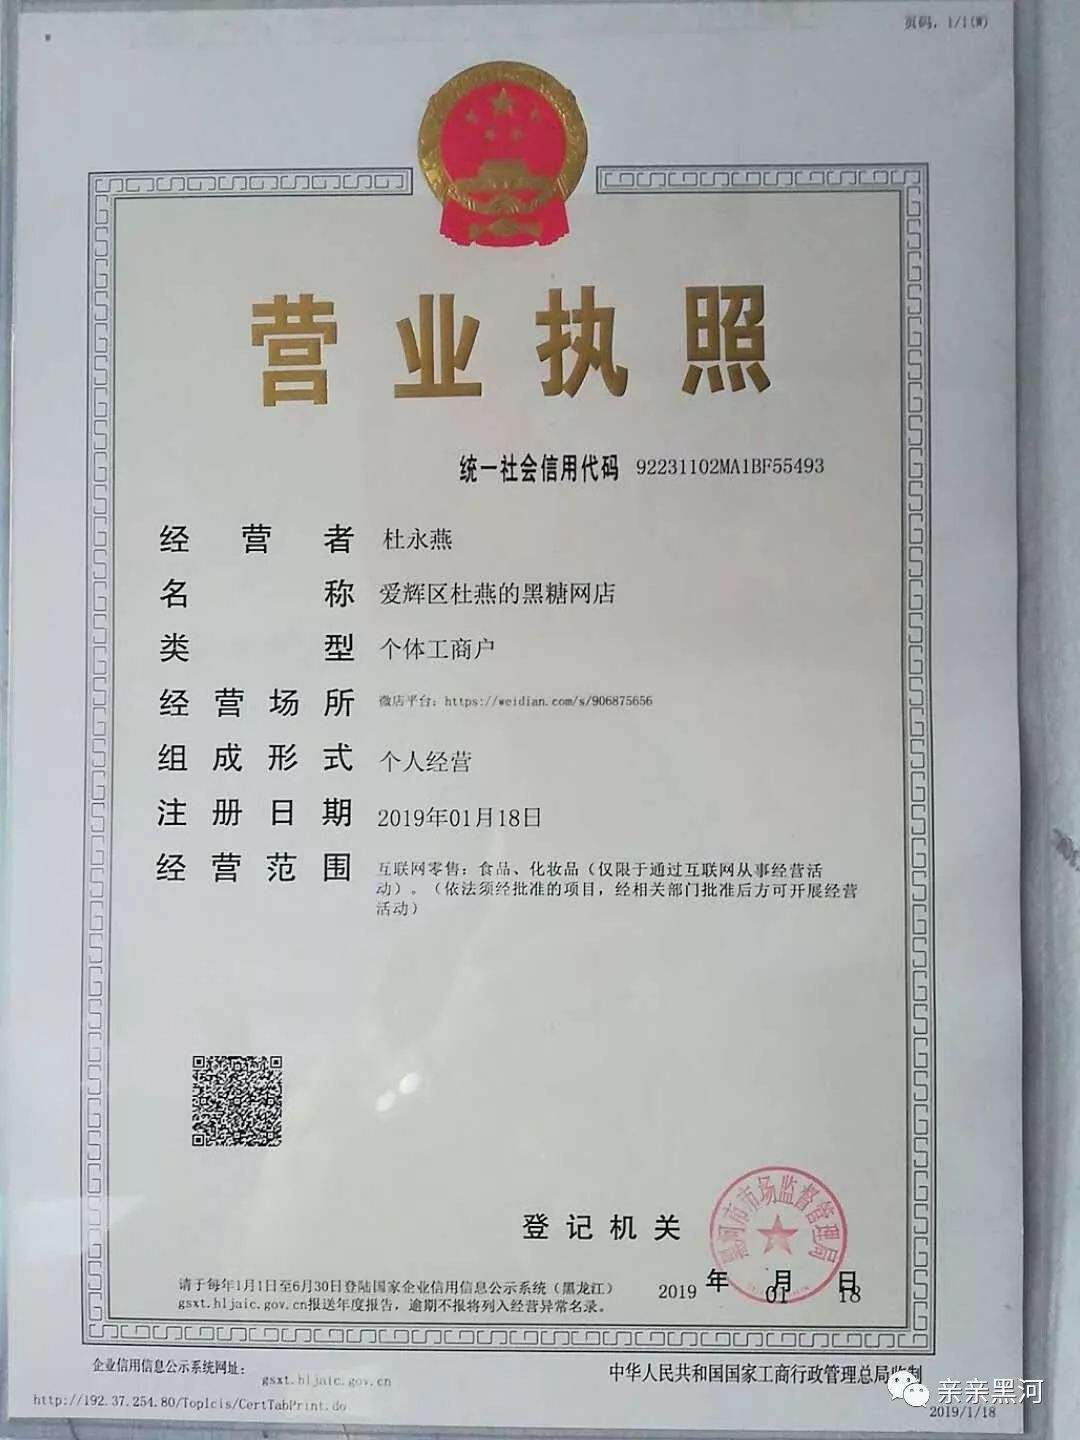 页码，1/1(W)
营业执照
统一社会信用代码 92231102MA1BF55493
经营者 杜永燕
名称 爱辉区杜燕的黑糖网店
类型 个体工商户
经营场所 微店平台：https://weidian.com/s/906875656
组成形式 个人经营
注册日期 2019年01月18日
经营范围 互联网零售：食品、化妆品（仅限于通过互联网从事经营活
动）。（依法须经批准的项目，经相关部门批准后方可开展经营
活动）
黑河市市场监督管理局
登记机关
2019 年 01 月 18 日
请于每年1月1日至6月30日登陆国家企业信用信息公示系统（黑龙江）
gsxt.hljaic.gov.cn报送年度报告，逾期不报将列入经营异常名录。
企业信用信息公示系统网址：
gsxt.hljaic.gov.cn
中华人民共和国国家工商行政管理总局监制
http://192.37.254.80/TopIcis/CertTabPrint.do
亲亲黑河
2019/1/18